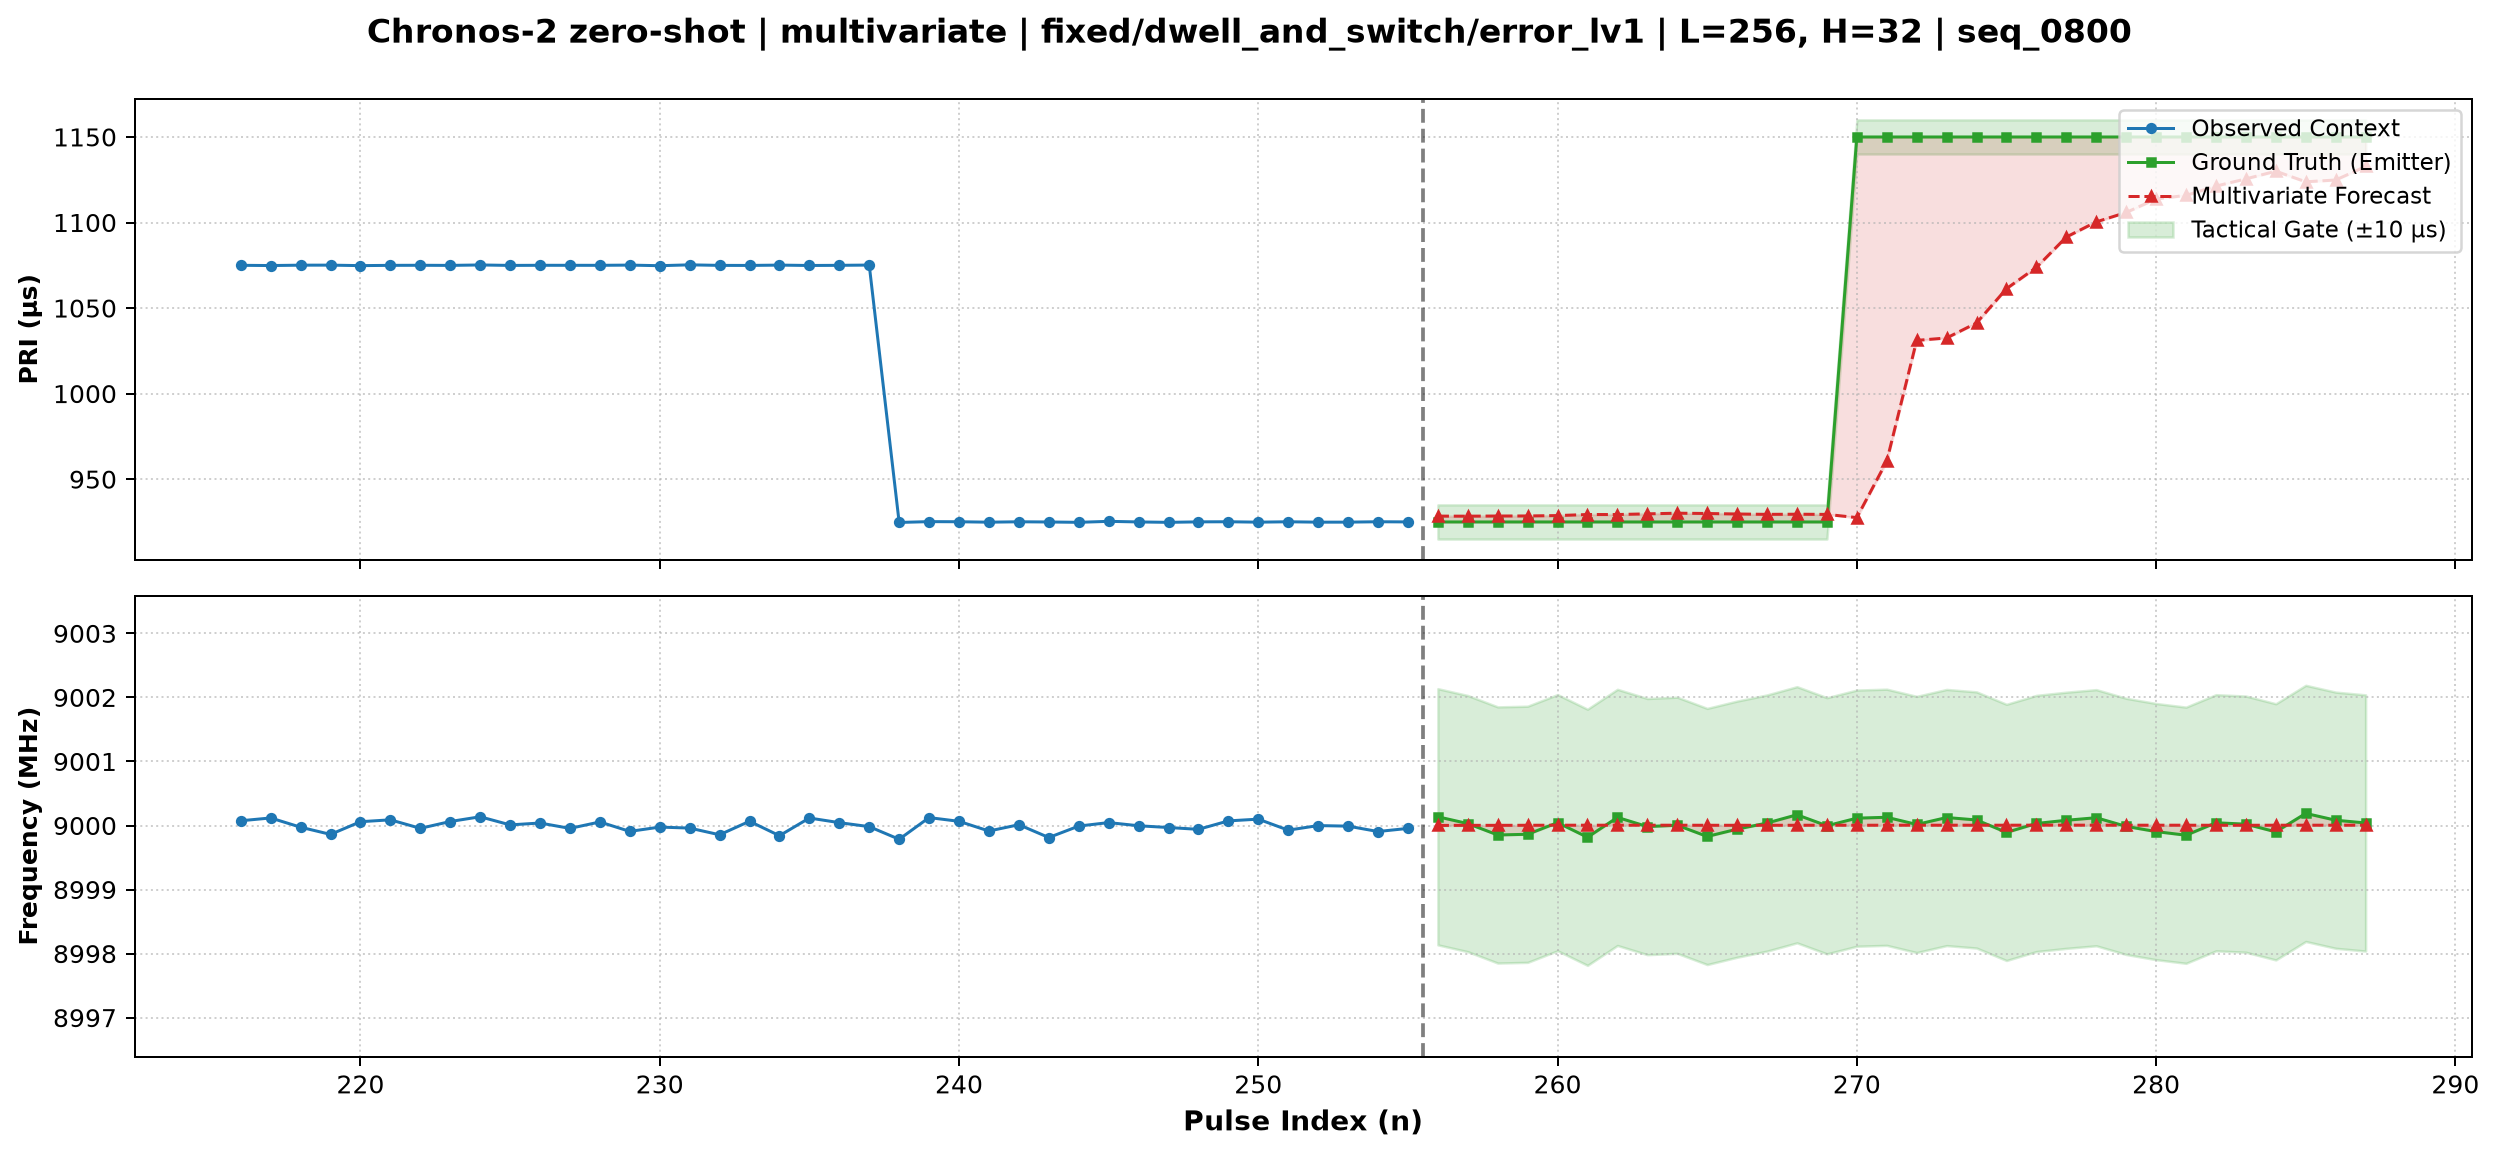 Chronos-2 zero-shot | multivariate | fixed/dwell_and_switch/error_lv1 | L=256, H=32 | seq_0800
PRI (μs)
1150
1100
1050
1000
950
Observed Context
Ground Truth (Emitter)
Multivariate Forecast
Tactical Gate (±10 μs)
Frequency (MHz)
9003
9002
9001
9000
8999
8998
8997
220 230 240 250 260 270 280 290
Pulse Index (n)